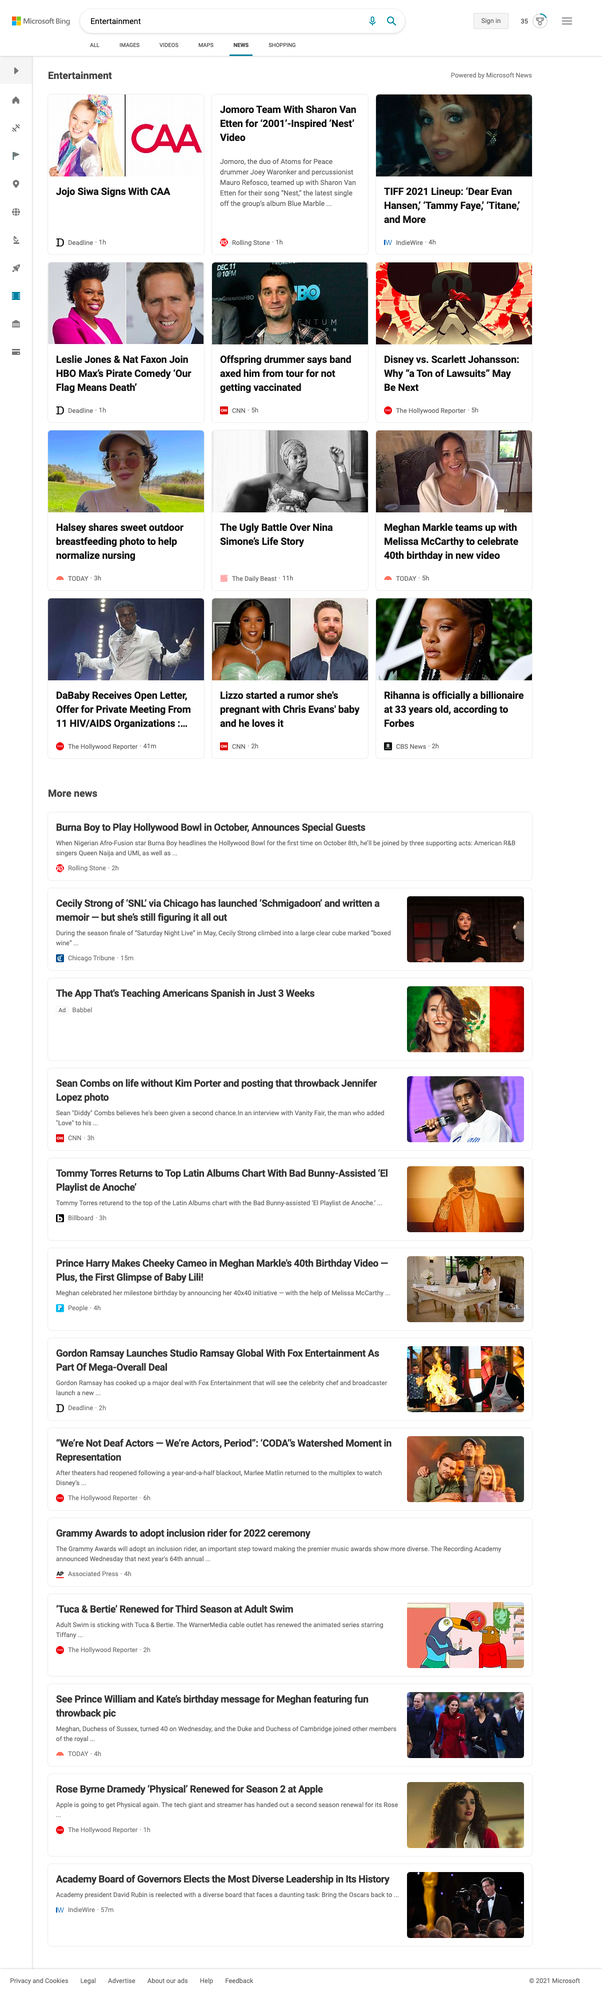 Microsoft Bing
Entertainment
Sign in
35
ALL
IMAGES
VIDEOS
MAPS
NEWS
SHOPPING
Entertainment
Powered by Microsoft News
CAA
Jojo Siwa Signs With CAA
Deadline · 1h
Jomoro Team With Sharon Van
Etten for ‘2001’-Inspired ‘Nest’
Video
Jomoro, the duo of Atoms for Peace
drummer Joey Waronker and percussionist
Mauro Refosco, teamed up with Sharon Van
Etten for their song “Nest,” the latest single
off the group's album Blue Marble ...
Rolling Stone · 1h
TIFF 2021 Lineup: ‘Dear Evan
Hansen,’ ‘Tammy Faye,’ ‘Titane,’
and More
IndieWire · 4h
Leslie Jones & Nat Faxon Join
HBO Max’s Pirate Comedy ‘Our
Flag Means Death’
Deadline · 1h
DEC.11
@10PM
HBO
Offspring drummer says band
axed him from tour for not
getting vaccinated
CNN · 5h
Disney vs. Scarlett Johansson:
Why “a Ton of Lawsuits” May
Be Next
The Hollywood Reporter · 5h
Halsey shares sweet outdoor
breastfeeding photo to help
normalize nursing
TODAY · 3h
The Ugly Battle Over Nina
Simone’s Life Story
The Daily Beast · 11h
Meghan Markle teams up with
Melissa McCarthy to celebrate
40th birthday in new video
TODAY · 5h
DaBaby Receives Open Letter,
Offer for Private Meeting From
11 HIV/AIDS Organizations :...
The Hollywood Reporter · 41m
Lizzo started a rumor she's
pregnant with Chris Evans' baby
and he loves it
CNN · 2h
Rihanna is officially a billionaire
at 33 years old, according to
Forbes
CBS News · 2h
More news
Burna Boy to Play Hollywood Bowl in October, Announces Special Guests
When Nigerian Afro-Fusion star Burna Boy headlines the Hollywood Bowl for the first time on October 8th, he'll be joined by three supporting acts: American R&B
singers Queen Naija and UMI, as well as ...
Rolling Stone · 2h
Cecily Strong of ‘SNL’ via Chicago has launched ‘Schmigadoon’ and written a
memoir — but she’s still figuring it all out
During the season finale of “Saturday Night Live” in May, Cecily Strong climbed into a large clear cube marked “boxed
wine” ...
Chicago Tribune · 15m
The App That's Teaching Americans Spanish in Just 3 Weeks
Ad Babbel
Sean Combs on life without Kim Porter and posting that throwback Jennifer
Lopez photo
Sean "Diddy" Combs believes he's been given a second chance.In an interview with Vanity Fair, the man who added
"Love" to his ...
CNN · 3h
Tommy Torres Returns to Top Latin Albums Chart With Bad Bunny-Assisted ‘El
Playlist de Anoche’
Tommy Torres returend to the top of the Latin Albums chart with the Bad Bunny-assisted ‘El Playlist de Anoche.’ ...
Billboard · 3h
Prince Harry Makes Cheeky Cameo in Meghan Markle's 40th Birthday Video —
Plus, the First Glimpse of Baby Lili!
Meghan celebrated her milestone birthday by announcing her 40x40 initiative — with the help of Melissa McCarthy ...
People · 4h
Gordon Ramsay Launches Studio Ramsay Global With Fox Entertainment As
Part Of Mega-Overall Deal
Gordon Ramsay has cooked up a major deal with Fox Entertainment that will see the celebrity chef and broadcaster
launch a new ...
Deadline · 2h
“We’re Not Deaf Actors — We’re Actors, Period”: ‘CODA”s Watershed Moment in
Representation
After theaters had reopened following a year-and-a-half blackout, Marlee Matlin returned to the multiplex to watch
Disney’s ...
The Hollywood Reporter · 6h
Grammy Awards to adopt inclusion rider for 2022 ceremony
The Grammy Awards will adopt an inclusion rider, an important step toward making the premier music awards show more diverse. The Recording Academy
announced Wednesday that next year's 64th annual ...
AP Associated Press · 4h
‘Tuca & Bertie’ Renewed for Third Season at Adult Swim
Adult Swim is sticking with Tuca & Bertie. The WarnerMedia cable outlet has renewed the animated series starring
Tiffany ...
The Hollywood Reporter · 2h
See Prince William and Kate’s birthday message for Meghan featuring fun
throwback pic
Meghan, Duchess of Sussex, turned 40 on Wednesday, and the Duke and Duchess of Cambridge joined other members
of the royal ...
TODAY · 4h
Rose Byrne Dramedy ‘Physical’ Renewed for Season 2 at Apple
Apple is going to get Physical again. The tech giant and streamer has handed out a second season renewal for its Rose
...
The Hollywood Reporter · 1h
Academy Board of Governors Elects the Most Diverse Leadership in Its History
Academy president David Rubin is reelected with a diverse board that faces a daunting task: Bring the Oscars back to ...
IndieWire · 57m
Privacy and Cookies
Legal
Advertise
About our ads
Help
Feedback
© 2021 Microsoft